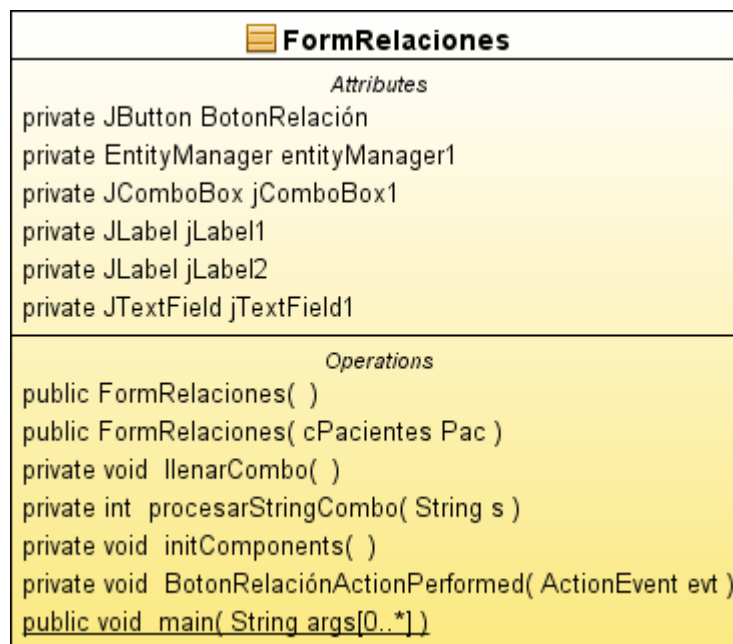 FormRelaciones
Attributes
private JButton BotonRelación
private EntityManager entityManager1
private JComboBox jComboBox1
private JLabel jLabel1
private JLabel jLabel2
private JTextField jTextField1
Operations
public FormRelaciones( )
public FormRelaciones( cPacientes Pac )
private void llenarCombo( )
private int procesarStringCombo( String s )
private void initComponents( )
private void BotonRelaciónActionPerformed( ActionEvent evt )
public void main( String args[0..*] )